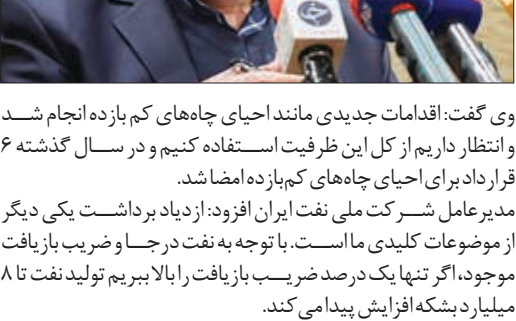 وی گفت: اقدامات جدیدی مانند احیای چاه‌های کم بازده انجام شد
و انتظار داریم از کل این ظرفیت استفاده کنیم و در سال گذشته ۶
قرارداد برای احیای چاه‌های کم‌بازده امضا شد.
مدیرعامل شرکت ملی نفت ایران افزود: ازدیاد برداشت یکی دیگر
از موضوعات کلیدی ما است. با توجه به نفت درجا و ضریب بازیافت
موجود، اگر تنها یک درصد ضریب بازیافت را بالا ببریم تولید نفت تا ۸
میلیارد بشکه افزایش پیدا می‌کند.